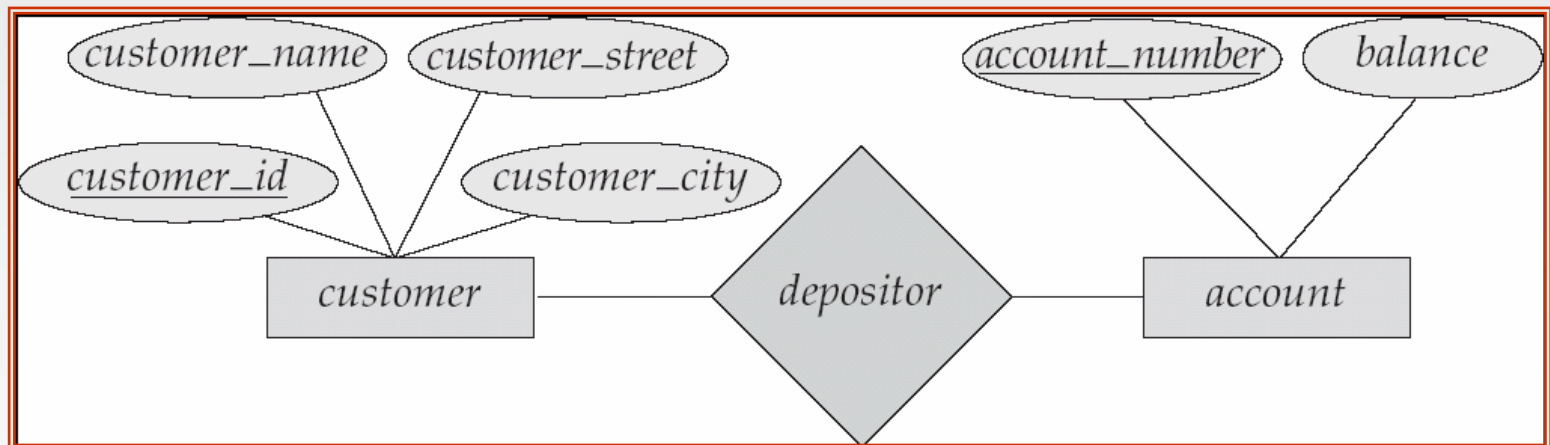 customer_name
customer_street
account_number
balance
customer_id
customer_city
customer
depositor
account